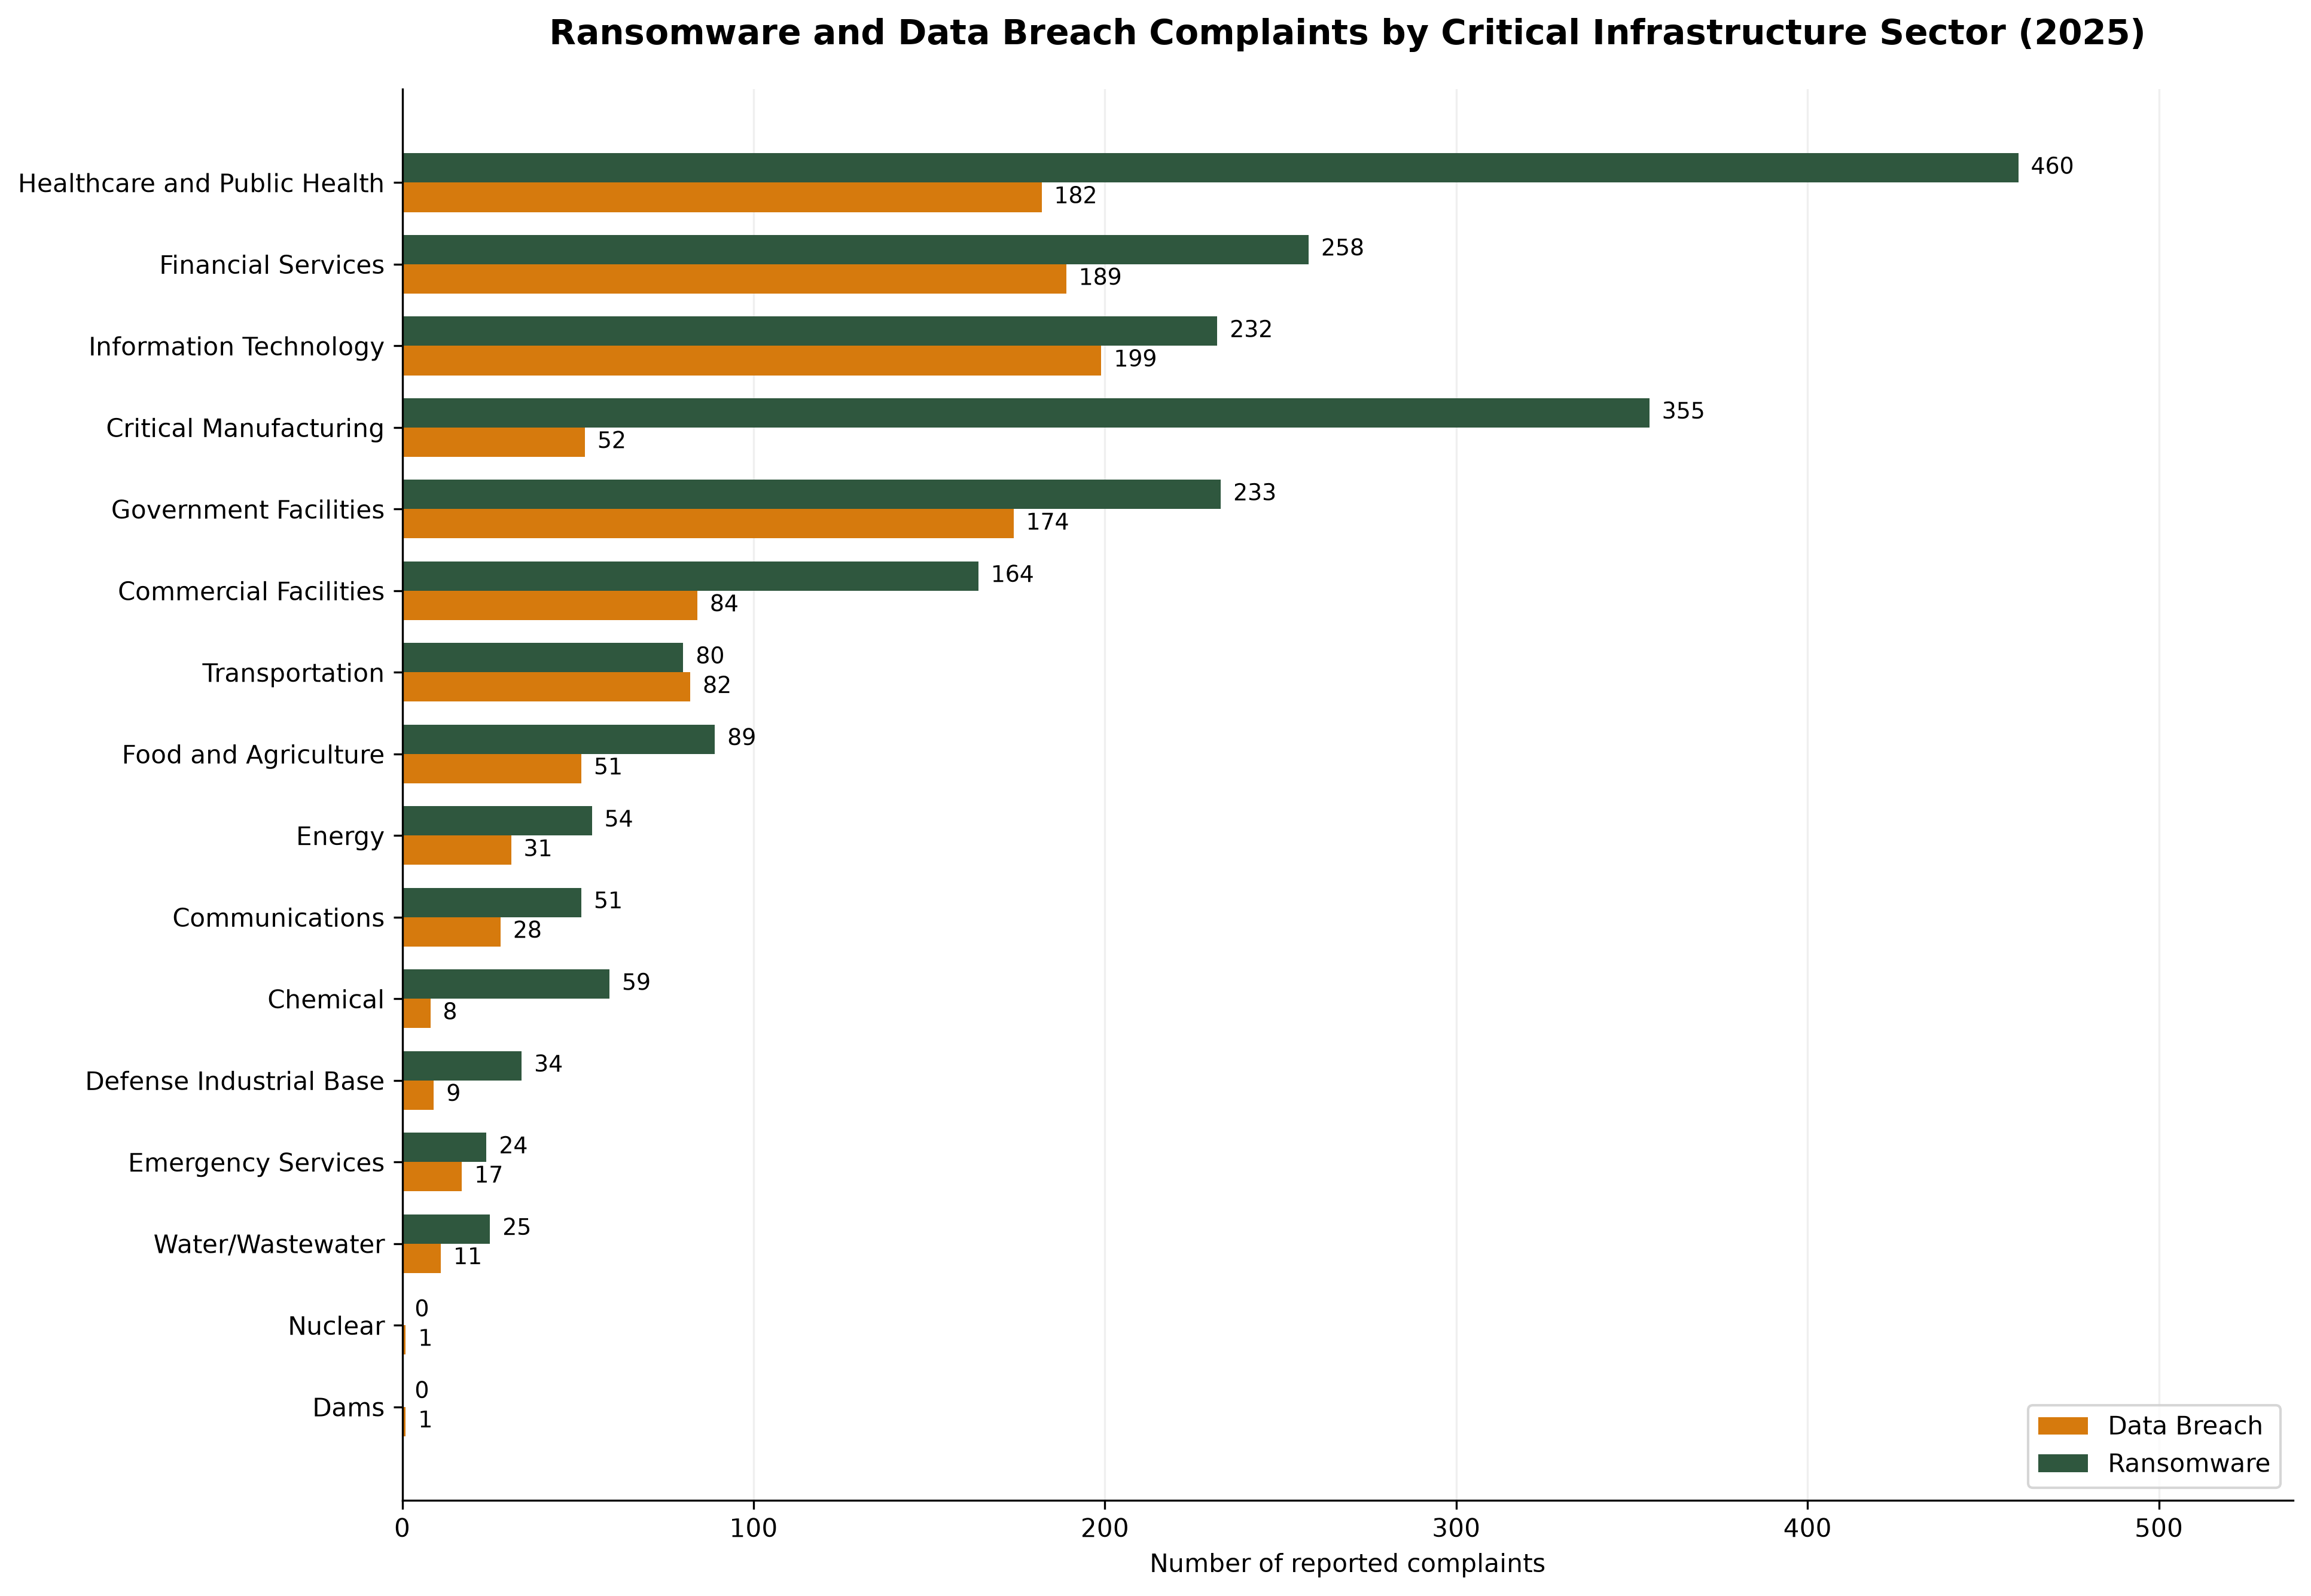 Ransomware and Data Breach Complaints by Critical Infrastructure Sector (2025)
Healthcare and Public Health
460
182
Financial Services
258
189
Information Technology
232
199
Critical Manufacturing
355
52
Government Facilities
233
174
Commercial Facilities
164
84
Transportation
80
82
Food and Agriculture
89
51
Energy
54
31
Communications
51
28
Chemical
59
8
Defense Industrial Base
34
9
Emergency Services
24
17
Water/Wastewater
25
11
Nuclear
0
1
Dams
0
1
Data Breach
Ransomware
0 100 200 300 400 500
Number of reported complaints